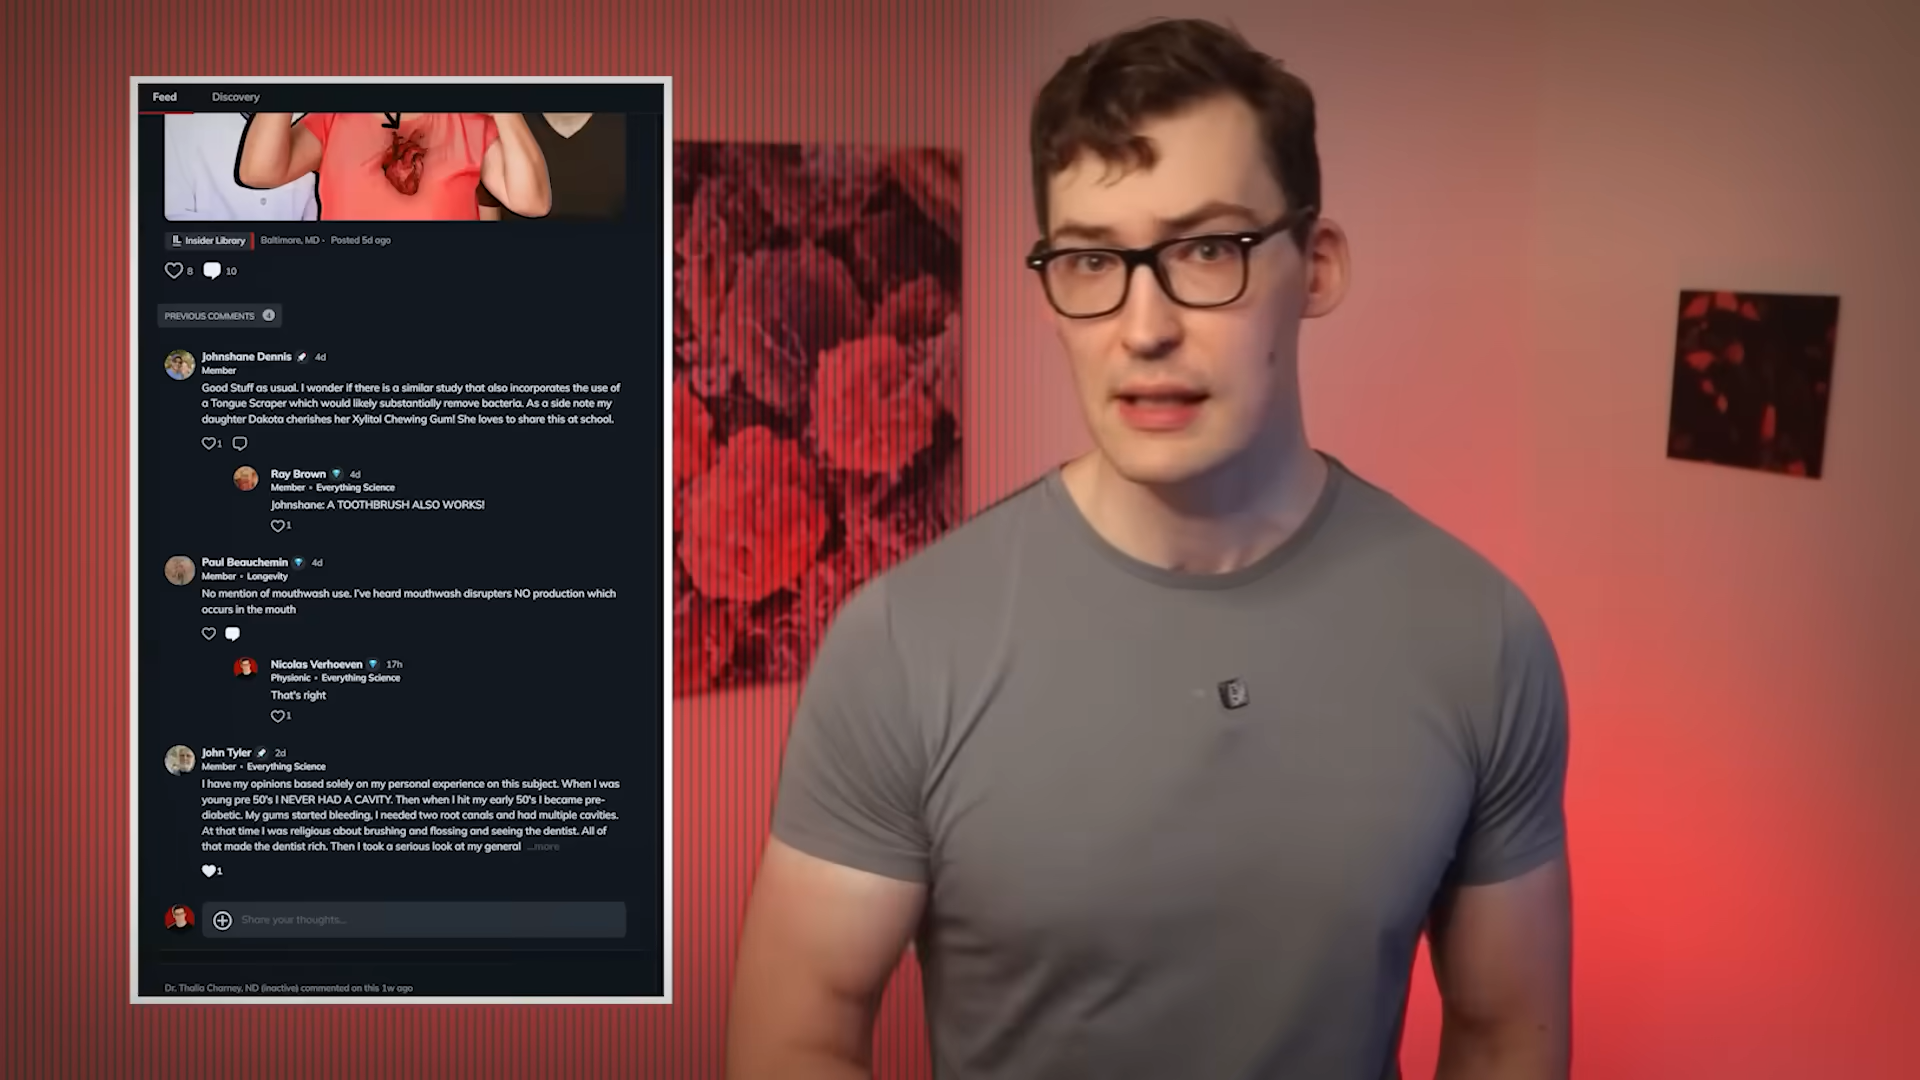 Feed Discovery
IL Insider Library Baltimore, MD · Posted 5d ago
8 10
PREVIOUS COMMENTS 4
Johnshane Dennis 4d
Member
Good Stuff as usual. I wonder if there is a similar study that also incorporates the use of
a Tongue Scraper which would likely substantially remove bacteria. As a side note my
daughter Dakota cherishes her Xylitol Chewing Gum! She loves to share this at school.
1
Ray Brown 4d
Member • Everything Science
Johnshane: A TOOTHBRUSH ALSO WORKS!
1
Paul Beauchemin 4d
Member • Longevity
No mention of mouthwash use. I've heard mouthwash disrupters NO production which
occurs in the mouth
Nicolas Verhoeven 17h
Physionic • Everything Science
That's right
1
John Tyler 2d
Member • Everything Science
I have my opinions based solely on my personal experience on this subject. When I was
young pre 50's I NEVER HAD A CAVITY. Then when I hit my early 50's I became pre-
diabetic. My gums started bleeding, I needed two root canals and had multiple cavities.
At that time I was religious about brushing and flossing and seeing the dentist. All of
that made the dentist rich. Then I took a serious look at my general ...more
1
Share your thoughts...
Dr. Thalia Charney, ND (inactive) commented on this 1w ago